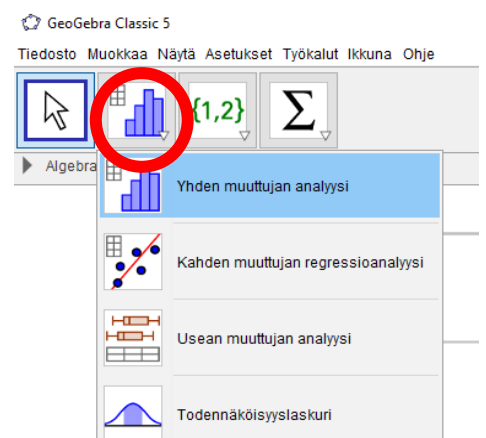 GeoGebra Classic 5
Tiedosto Muokkaa Näytä Asetukset Työkalut Ikkuna Ohje
{1,2} Σ
Algebra
Yhden muuttujan analyysi
Kahden muuttujan regressioanalyysi
Usean muuttujan analyysi
Todennäköisyyslaskuri